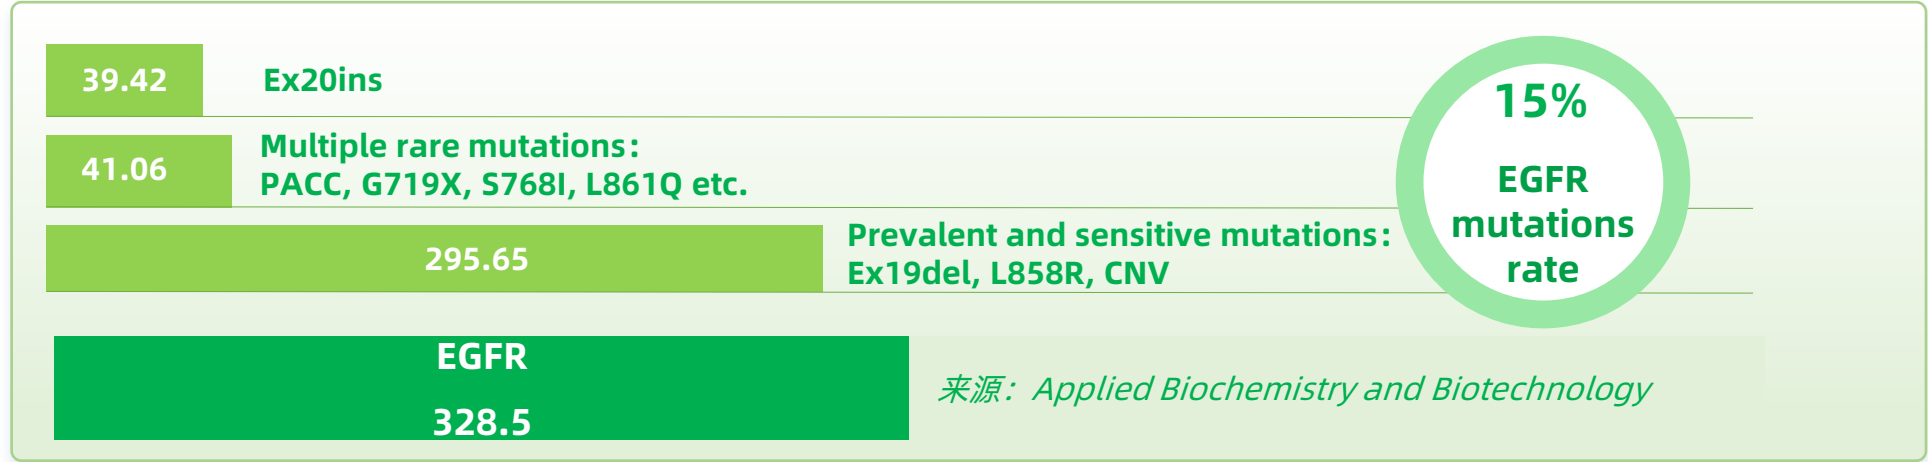 39.42
Ex20ins
41.06
Multiple rare mutations:
PACC, G719X, S768I, L861Q etc.
295.65
Prevalent and sensitive mutations:
Ex19del, L858R, CNV
15%
EGFR
mutations
rate
EGFR
328.5
来源：Applied Biochemistry and Biotechnology